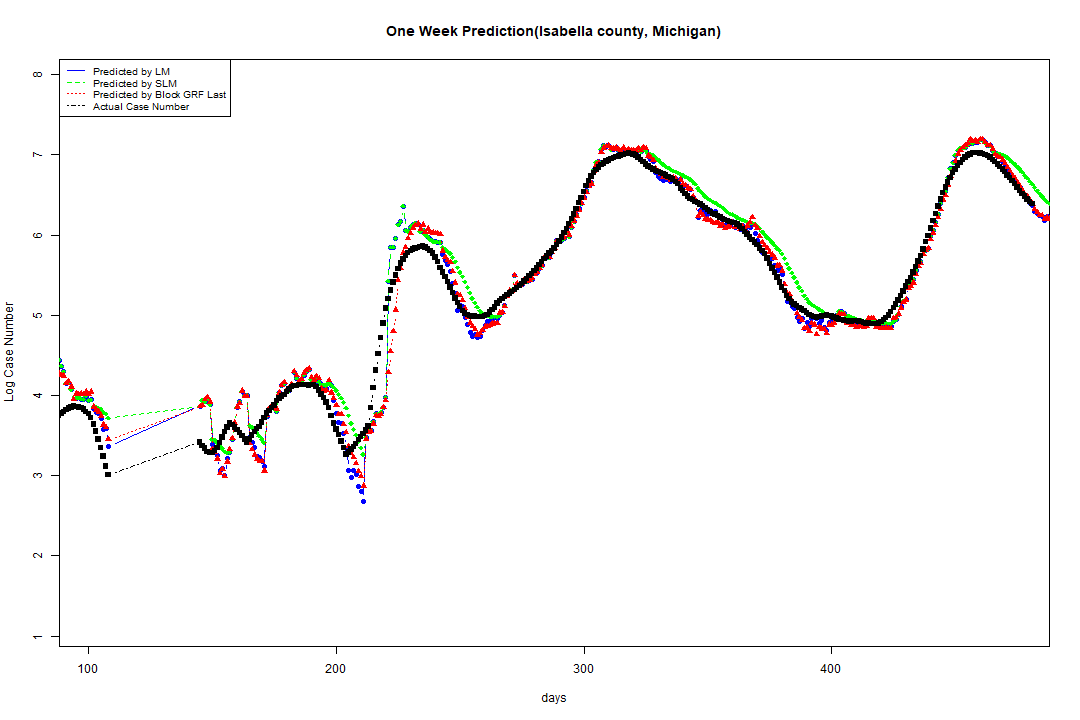 One Week Prediction(Isabella county, Michigan)
Predicted by LM
Predicted by SLM
Predicted by Block GRF Last
Actual Case Number
8
7
6
5
4
3
2
1
Log Case Number
100 200 300 400
days